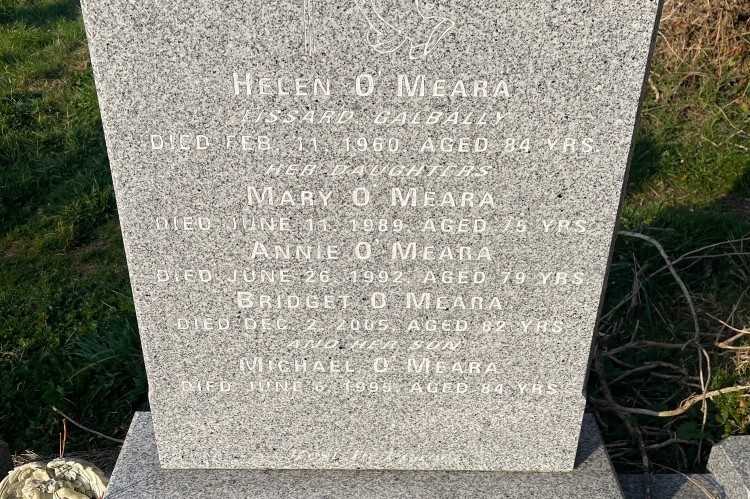 HELEN O'MEARA
LISSARD, GALBALLY
DIED FEB. 11, 1960, AGED 84 YRS.
HER DAUGHTERS
MARY O'MEARA
DIED JUNE 11, 1989, AGED 75 YRS.
ANNIE O'MEARA
DIED JUNE 26, 1992, AGED 79 YRS.
BRIDGET O'MEARA
DIED DEC. 2, 2005, AGED 82 YRS.
AND HER SON
MICHAEL O'MEARA
DIED JUNE 6, 1995, AGED 84 YRS.